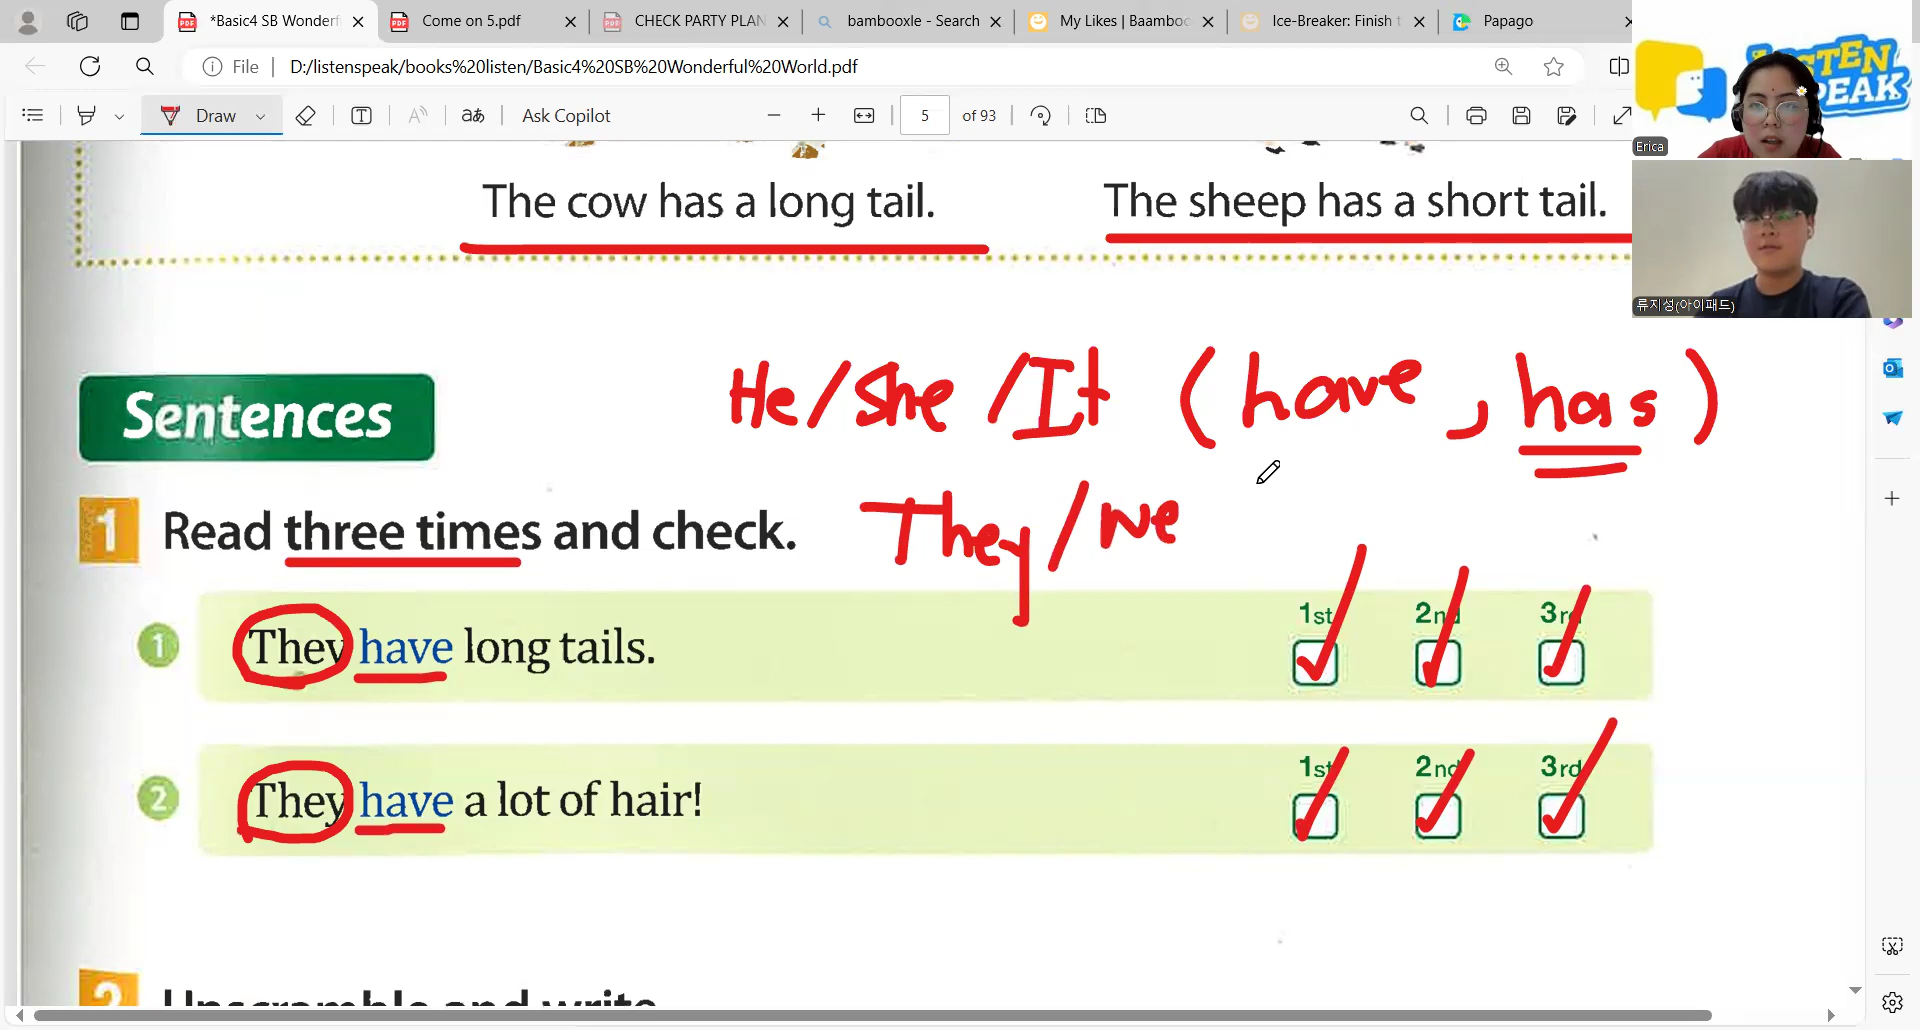 *Basic4 SB Wonderf
Come on 5.pdf
CHECK PARTY PLAN
bambooxle - Search
My Likes | Baamboo
Ice-Breaker: Finish t
Papago
File
D:/listenspeak/books%20listen/Basic4%20SB%20Wonderful%20World.pdf
Draw
Ask Copilot
5 of 93
LISTEN
SPEAK
Erica
류지성(아이패드)
The cow has a long tail.
The sheep has a short tail.
He/She/It (have, has)
Sentences
They/We
1 Read three times and check.
1st 2nd 3rd
1 They have long tails.
1st 2nd 3rd
2 They have a lot of hair!
2 Unscramble and write.